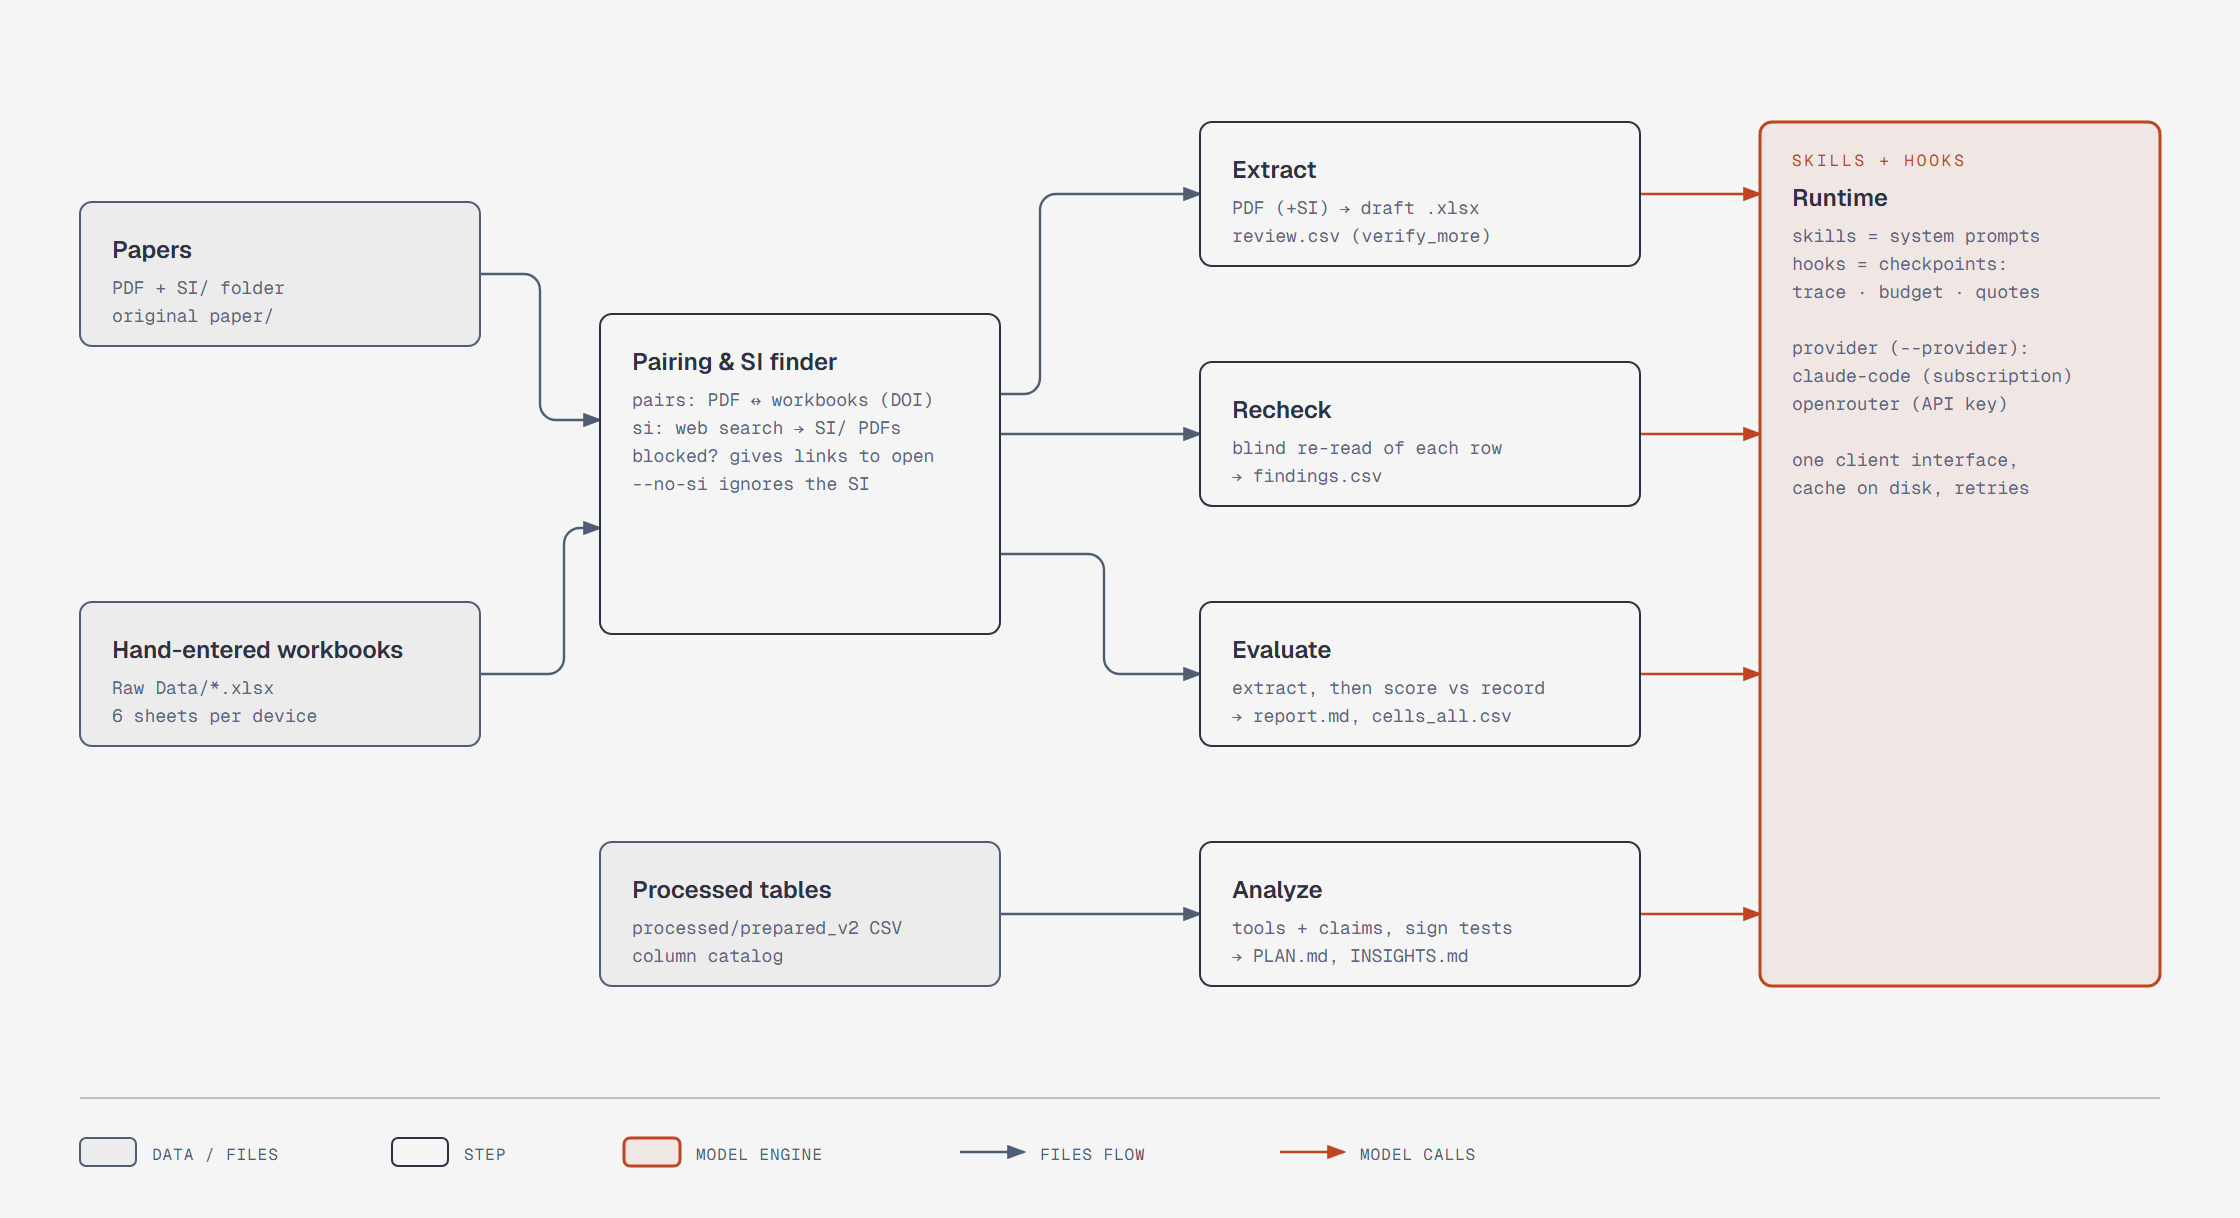 Papers
PDF + SI/ folder
original paper/
Hand-entered workbooks
Raw Data/*.xlsx
6 sheets per device
Pairing & SI finder
pairs: PDF ↔ workbooks (DOI)
si: web search → SI/ PDFs
blocked? gives links to open
--no-si ignores the SI
Processed tables
processed/prepared_v2 CSV
column catalog
Extract
PDF (+SI) → draft .xlsx
review.csv (verify_more)
Recheck
blind re-read of each row
→ findings.csv
Evaluate
extract, then score vs record
→ report.md, cells_all.csv
Analyze
tools + claims, sign tests
→ PLAN.md, INSIGHTS.md
SKILLS + HOOKS
Runtime
skills = system prompts
hooks = checkpoints:
trace · budget · quotes
provider (--provider):
claude-code (subscription)
openrouter (API key)
one client interface,
cache on disk, retries
DATA / FILES
STEP
MODEL ENGINE
FILES FLOW
MODEL CALLS